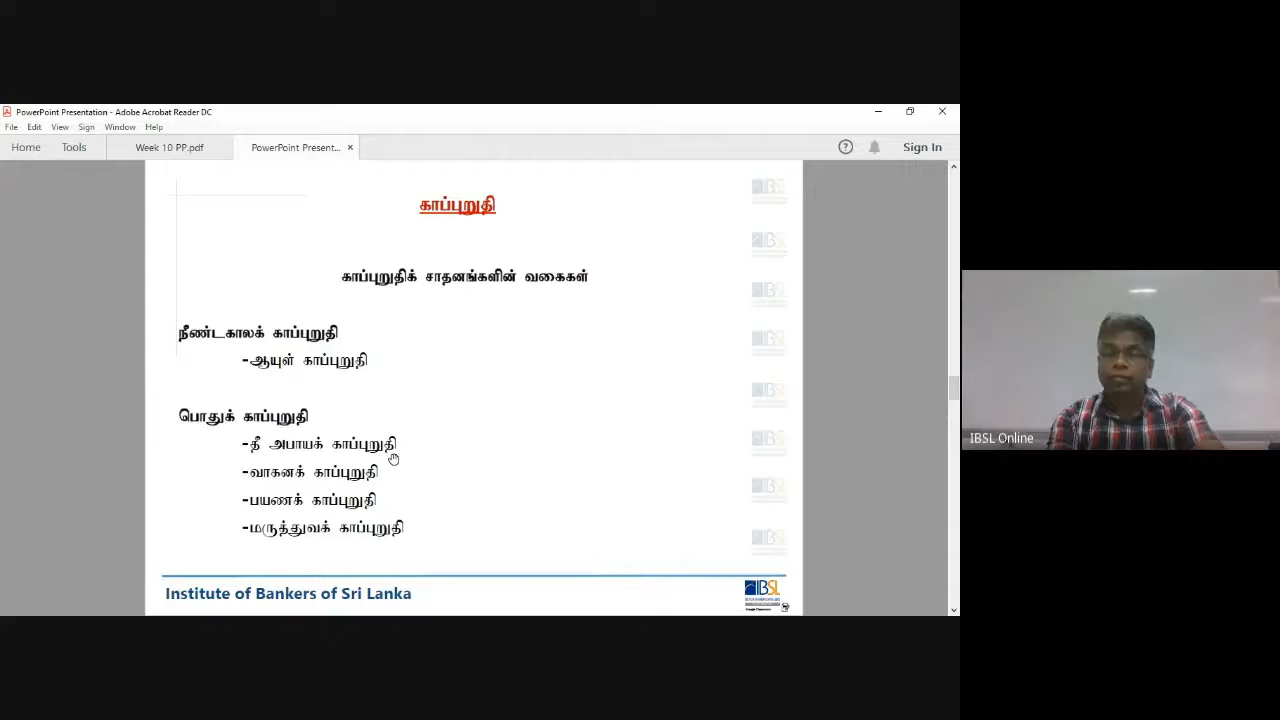 PowerPoint Presentation - Adobe Acrobat Reader DC
File Edit View Sign Window Help
Home Tools Week 10 PP.pdf PowerPoint Present... × Sign In
காப்புறுதி
காப்புறுதிக் சாதனங்களின் வகைகள்
நீண்டகாலக் காப்புறுதி
-ஆயுள் காப்புறுதி
பொதுக் காப்புறுதி
-தீ அபாயக் காப்புறுதி
-வாகனக் காப்புறுதி
-பயணக் காப்புறுதி
-மருத்துவக் காப்புறுதி
Institute of Bankers of Sri Lanka
IBSL
IBSL Online